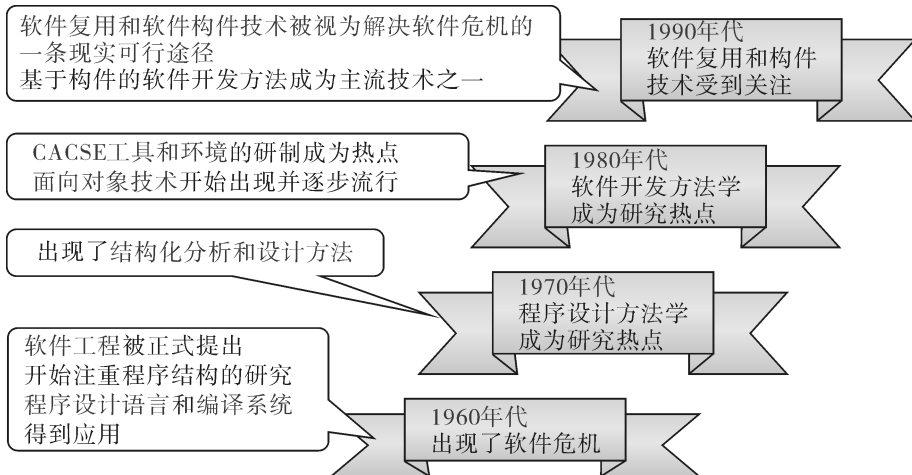 软件复用和软件构件技术被视为解决软件危机的
一条现实可行途径
基于构件的软件开发方法成为主流技术之一
1990年代
软件复用和构件
技术受到关注
CACSE工具和环境的研制成为热点
面向对象技术开始出现并逐步流行
1980年代
软件开发方法学
成为研究热点
出现了结构化分析和设计方法
1970年代
程序设计方法学
成为研究热点
软件工程被正式提出
开始注重程序结构的研究
程序设计语言和编译系统
得到应用
1960年代
出现了软件危机